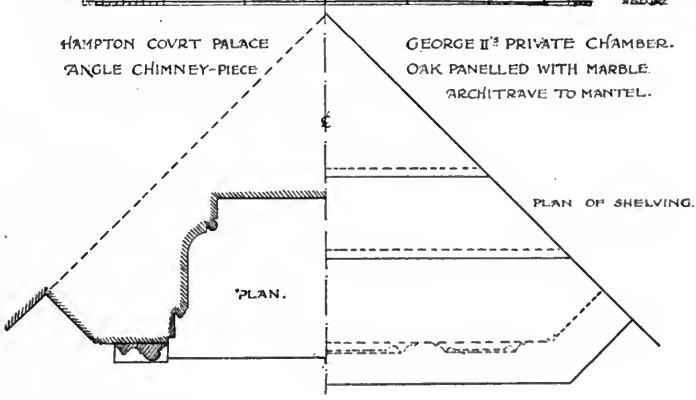 HAMPTON COVRT PALACE
ANGLE CHIMNEY-PIECE
GEORGE II'S PRIVATE CHAMBER.
OAK PANELLED WITH MARBLE
ARCHITRAVE TO MANTEL.
℄
PLAN OF SHELVING.
PLAN.